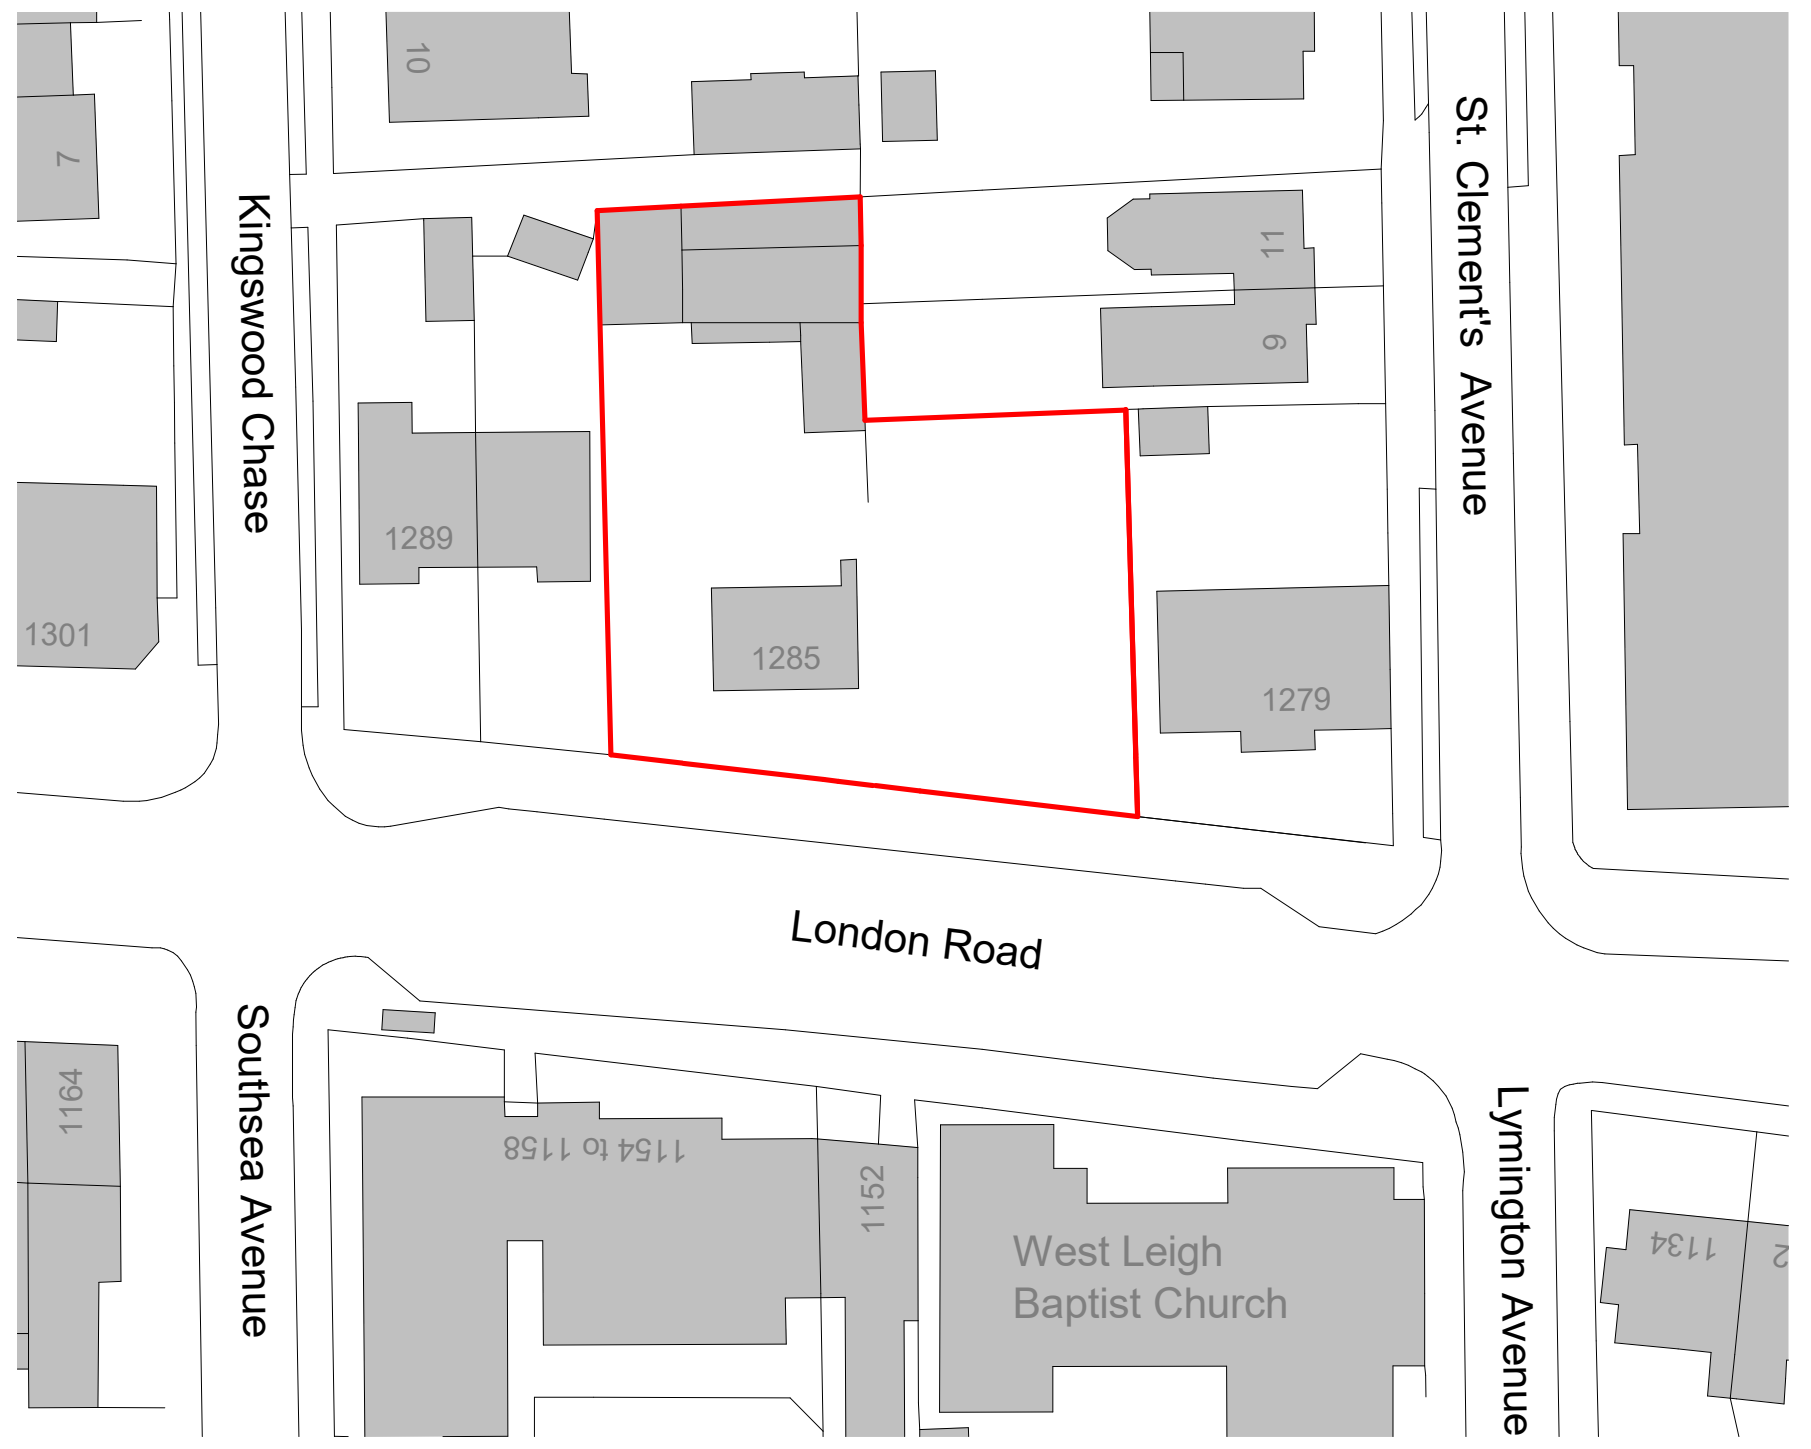 10
7
St. Clement's Avenue
Kingswood Chase
11
9
1289
1301
1285
1279
London Road
Southsea Avenue
1164
1154 to 1158
1152
Lymington Avenue
West Leigh
Baptist Church
1134
2